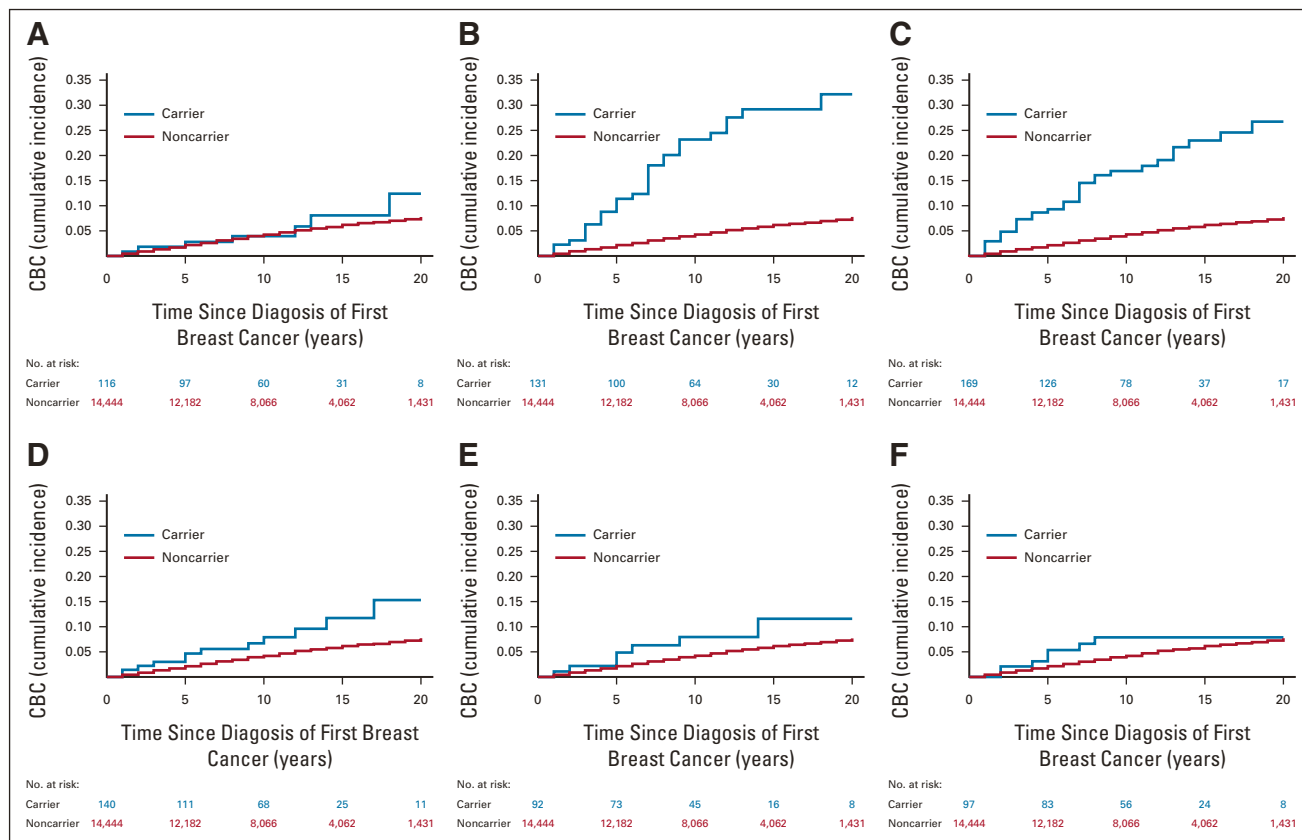 A
CBC (cumulative incidence)
0.35
0.30
0.25
0.20
0.15
0.10
0.05
Carrier
Noncarrier
0 5 10 15 20
Time Since Diagosis of First
Breast Cancer (years)
No. at risk:
Carrier 116 97 60 31 8
Noncarrier 14,444 12,182 8,066 4,062 1,431
B
CBC (cumulative incidence)
0.35
0.30
0.25
0.20
0.15
0.10
0.05
Carrier
Noncarrier
0 5 10 15 20
Time Since Diagosis of First
Breast Cancer (years)
No. at risk:
Carrier 131 100 64 30 12
Noncarrier 14,444 12,182 8,066 4,062 1,431
C
CBC (cumulative incidence)
0.35
0.30
0.25
0.20
0.15
0.10
0.05
Carrier
Noncarrier
0 5 10 15 20
Time Since Diagosis of First
Breast Cancer (years)
No. at risk:
Carrier 169 126 78 37 17
Noncarrier 14,444 12,182 8,066 4,062 1,431
D
CBC (cumulative incidence)
0.35
0.30
0.25
0.20
0.15
0.10
0.05
Carrier
Noncarrier
0 5 10 15 20
Time Since Diagosis of First Breast
Cancer (years)
No. at risk:
Carrier 140 111 68 25 11
Noncarrier 14,444 12,182 8,066 4,062 1,431
E
CBC (cumulative incidence)
0.35
0.30
0.25
0.20
0.15
0.10
0.05
Carrier
Noncarrier
0 5 10 15 20
Time Since Diagosis of First
Breast Cancer (years)
No. at risk:
Carrier 92 73 45 16 8
Noncarrier 14,444 12,182 8,066 4,062 1,431
F
CBC (cumulative incidence)
0.35
0.30
0.25
0.20
0.15
0.10
0.05
Carrier
Noncarrier
0 5 10 15 20
Time Since Diagosis of First
Breast Cancer (years)
No. at risk:
Carrier 97 83 56 24 8
Noncarrier 14,444 12,182 8,066 4,062 1,431